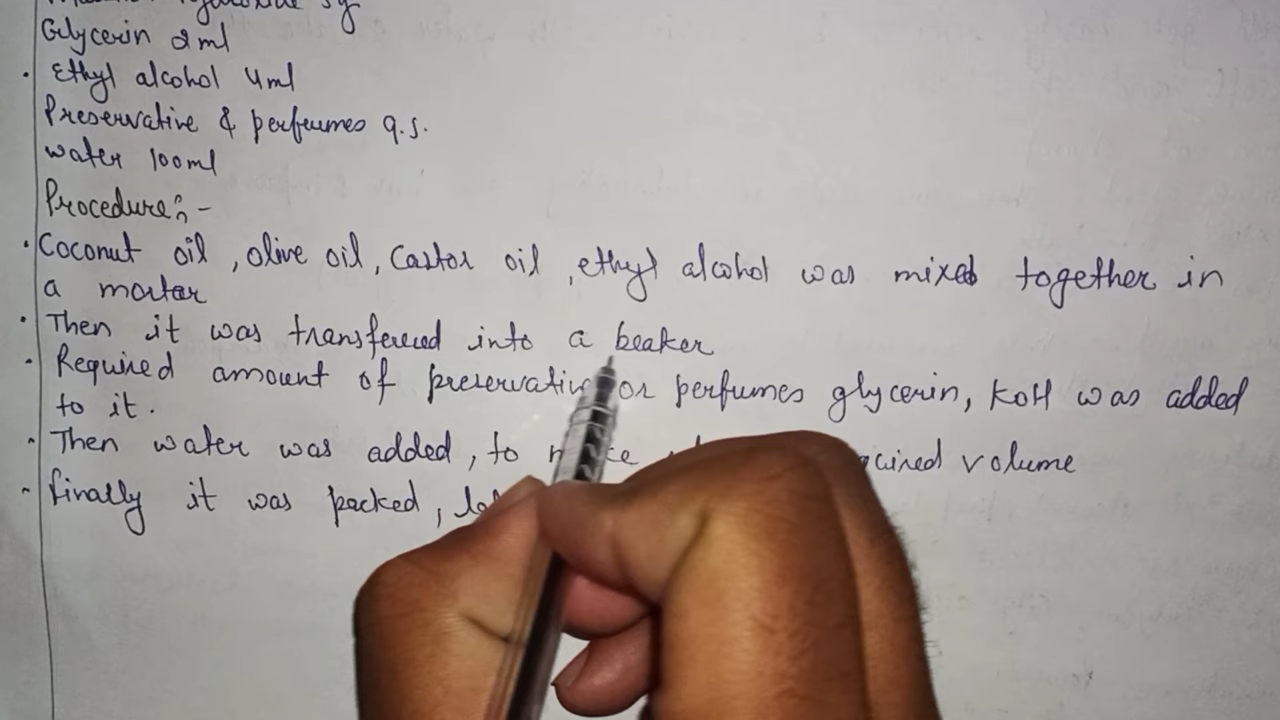 Glycerin 2ml
· Ethyl alcohol 4ml
Preservative & perfeumes q.s.
water 100ml
Procedure:-
· Coconut oil, olive oil, Castor oil, ethyl alcohol was mixed together in
a mortar
· Then it was transfered into a beaker
· Required amount of preservative or perfumes glycerin, KOH was added
to it.
· Then water was added, to volume
· finally it was packed,